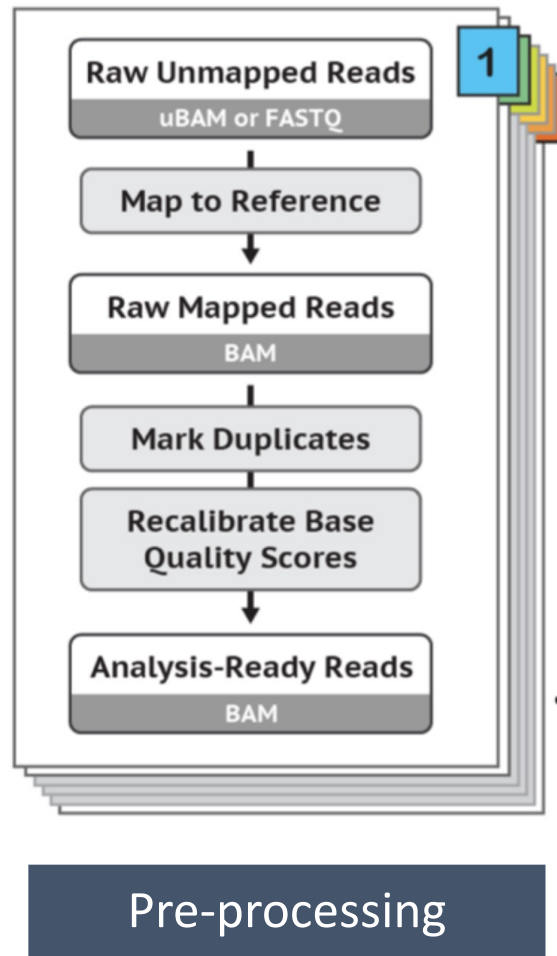 1
Raw Unmapped Reads
uBAM or FASTQ
Map to Reference
Raw Mapped Reads
BAM
Mark Duplicates
Recalibrate Base
Quality Scores
Analysis-Ready Reads
BAM
Pre-processing